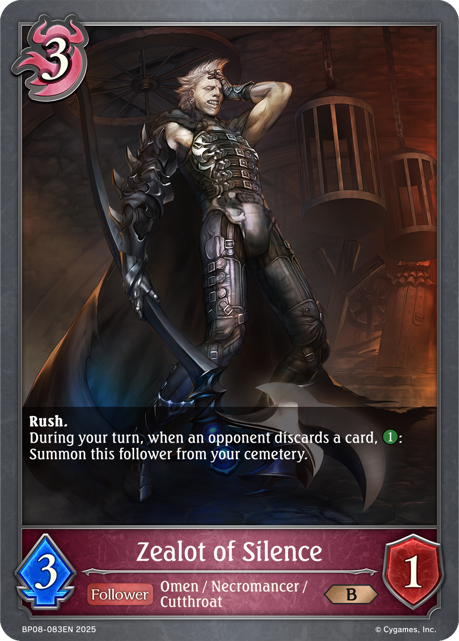 3
Rush.
During your turn, when an opponent discards a card, 1:
Summon this follower from your cemetery.
Zealot of Silence
3
Follower
Omen / Necromancer /
Cutthroat
B
1
BP08-083EN 2025
© Cygames, Inc.